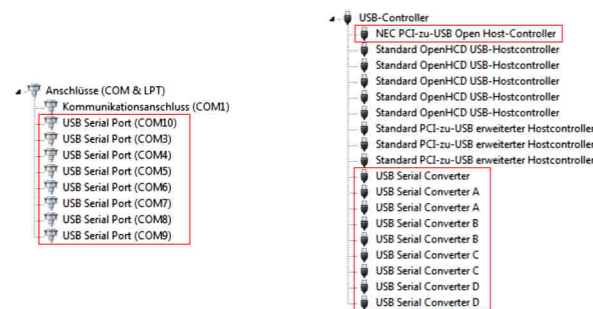 Anschlüsse (COM & LPT)
Kommunikationsanschluss (COM1)
USB Serial Port (COM10)
USB Serial Port (COM3)
USB Serial Port (COM4)
USB Serial Port (COM5)
USB Serial Port (COM6)
USB Serial Port (COM7)
USB Serial Port (COM8)
USB Serial Port (COM9)
USB-Controller
NEC PCI-zu-USB Open Host-Controller
Standard OpenHCD USB-Hostcontroller
Standard OpenHCD USB-Hostcontroller
Standard OpenHCD USB-Hostcontroller
Standard OpenHCD USB-Hostcontroller
Standard OpenHCD USB-Hostcontroller
Standard PCI-zu-USB erweiterter Hostcontroller
Standard PCI-zu-USB erweiterter Hostcontroller
Standard PCI-zu-USB erweiterter Hostcontroller
USB Serial Converter
USB Serial Converter A
USB Serial Converter A
USB Serial Converter B
USB Serial Converter B
USB Serial Converter C
USB Serial Converter C
USB Serial Converter D
USB Serial Converter D